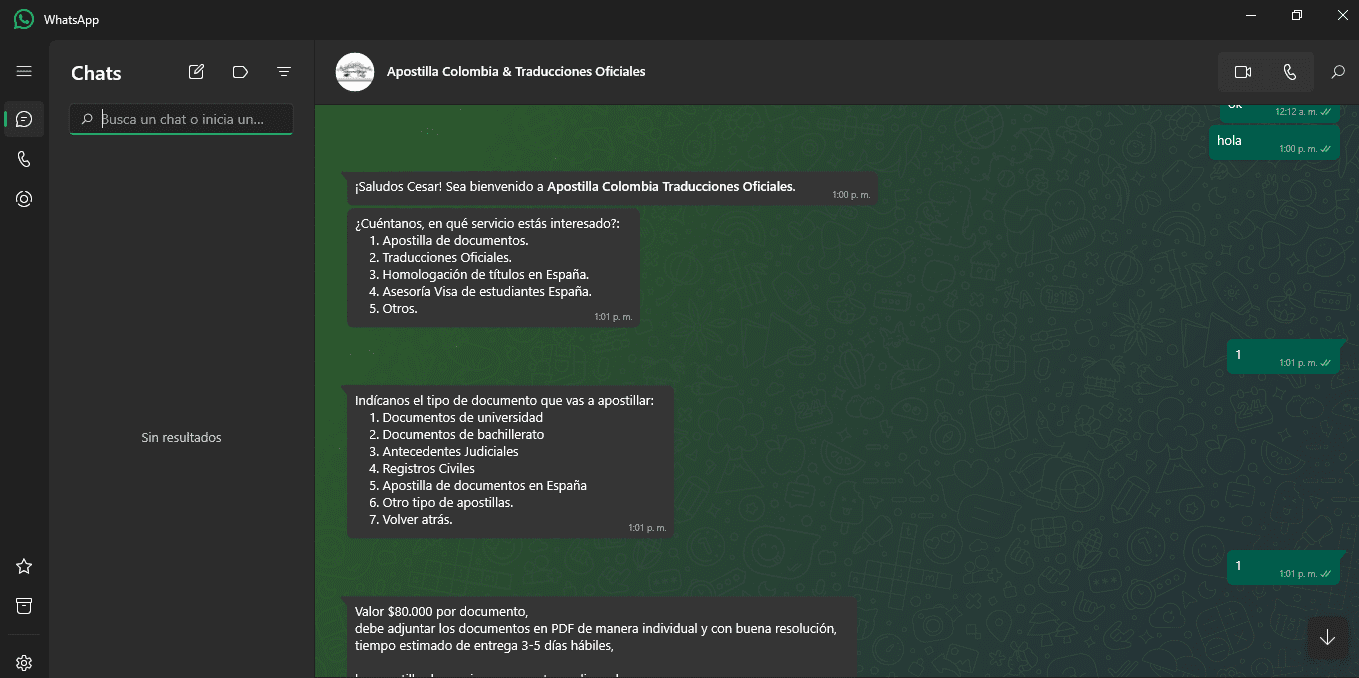 WhatsApp
Chats
Busca un chat o inicia un...
Sin resultados
Apostilla Colombia & Traducciones Oficiales
12:12 a. m.
hola
1:00 p. m.
¡Saludos Cesar! Sea bienvenido a Apostilla Colombia Traducciones Oficiales.
1:00 p. m.
¿Cuéntanos, en qué servicio estás interesado?:
1. Apostilla de documentos.
2. Traducciones Oficiales.
3. Homologación de títulos en España.
4. Asesoría Visa de estudiantes España.
5. Otros.
1:01 p. m.
1
1:01 p. m.
Indícanos el tipo de documento que vas a apostillar:
1. Documentos de universidad
2. Documentos de bachillerato
3. Antecedentes Judiciales
4. Registros Civiles
5. Apostilla de documentos en España
6. Otro tipo de apostillas.
7. Volver atrás.
1:01 p. m.
1
1:01 p. m.
Valor $80.000 por documento,
debe adjuntar los documentos en PDF de manera individual y con buena resolución,
tiempo estimado de entrega 3-5 días hábiles,